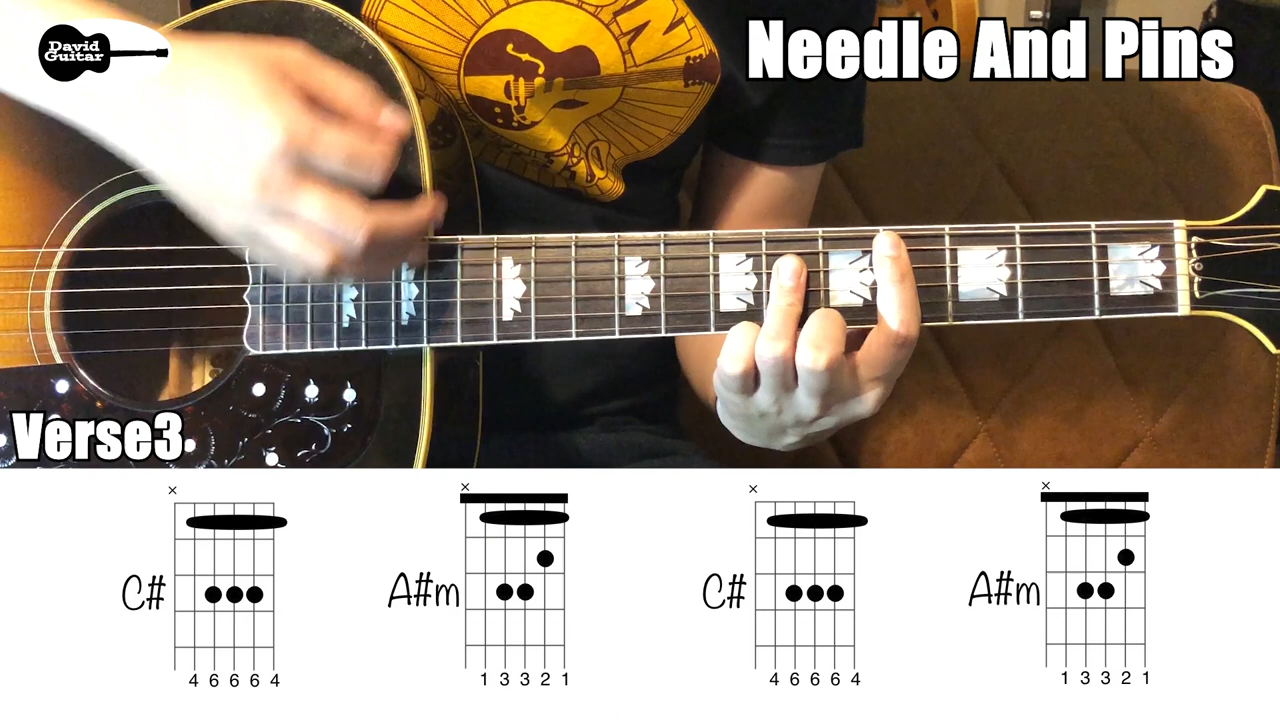 David
Guitar
Needle And Pins
Verse3
×
×
×
×
C#
A#m
C#
A#m
4 6 6 6 4
1 3 3 2 1
4 6 6 6 4
1 3 3 2 1